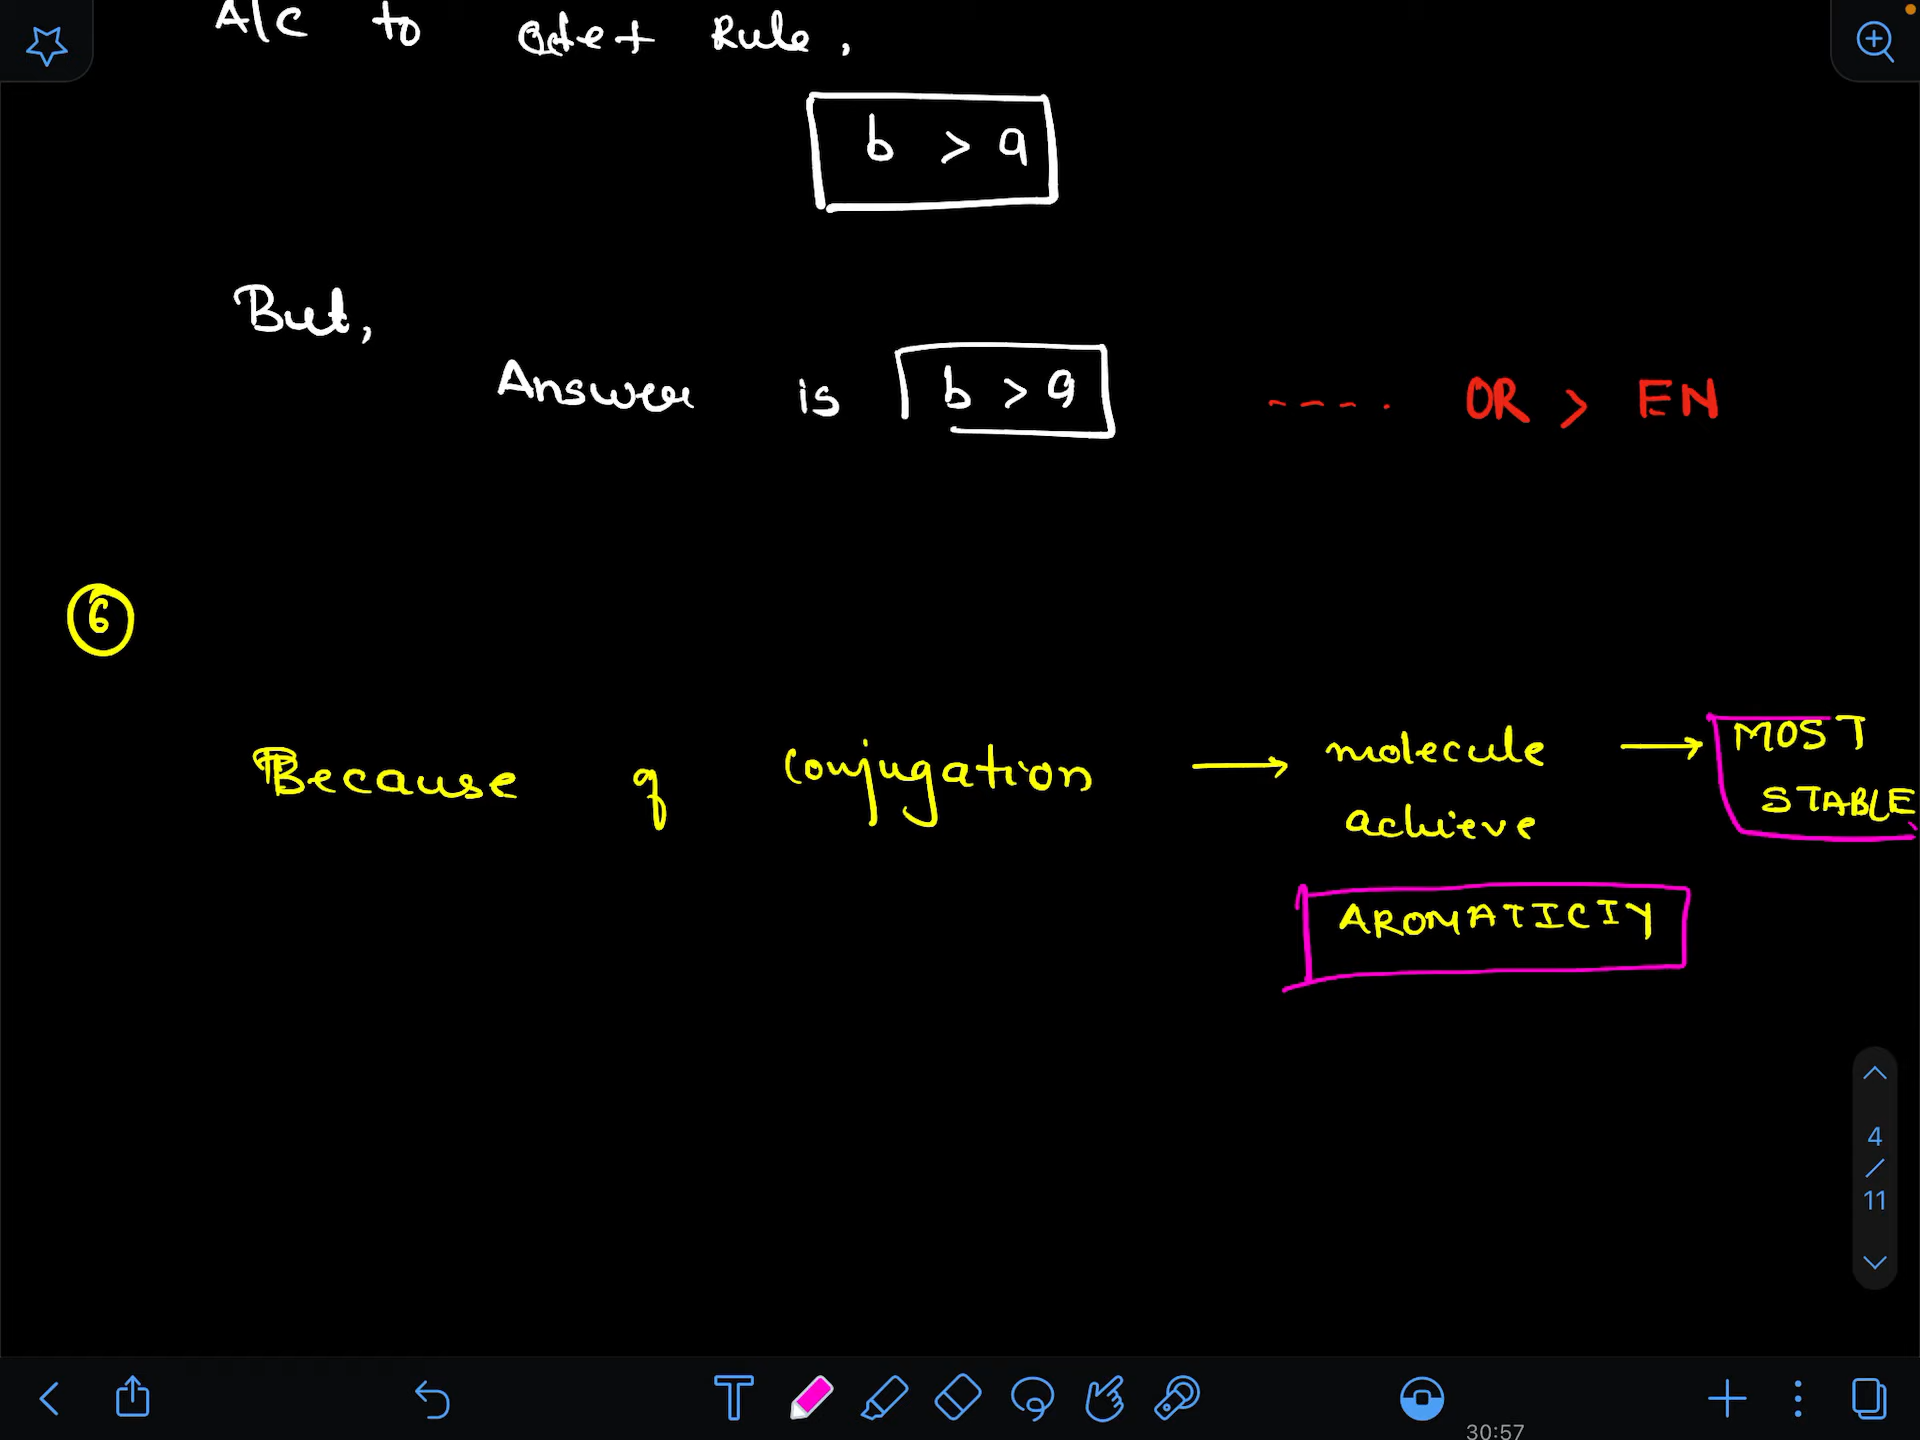 A/C to Octet Rule,
b > a
But,
Answer is b > a ---- . OR > EN
6
Because of conjugation → molecule → MOST
achieve STABLE
AROMATICITY
4
/
11
30:57